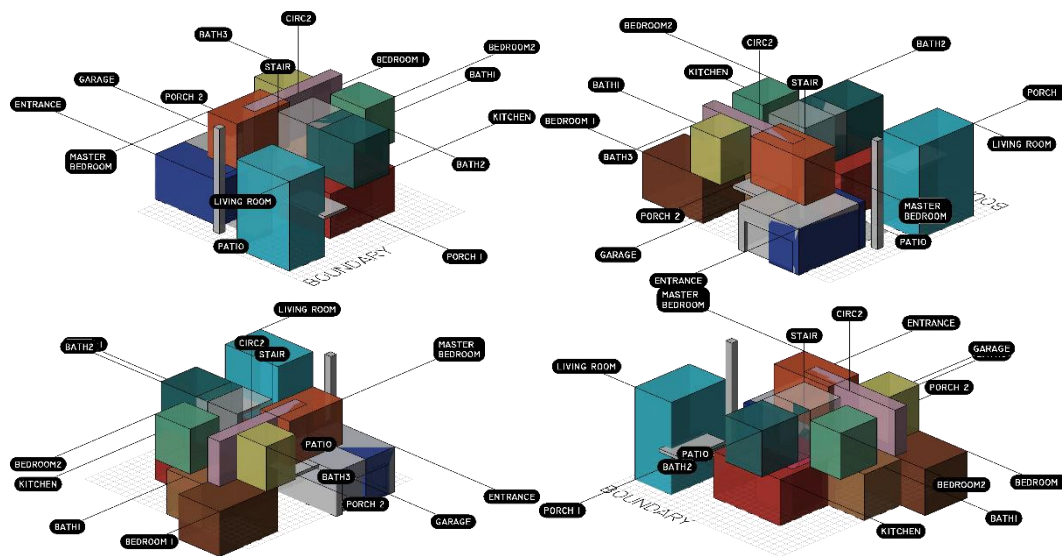 CIRC2
BATH3
BEDROOM2
STAIR
BEDROOM 1
GARAGE
BATH1
PORCH 2
ENTRANCE
KITCHEN
MASTER
BEDROOM
BATH2
LIVING ROOM
PATIO
PORCH 1
BOUNDARY
BEDROOM2
CIRC2
BATH2
KITCHEN
STAIR
PORCH
BATH1
LIVING ROOM
BEDROOM 1
BATH3
MASTER
BEDROOM
PORCH 2
PATIO
GARAGE
ENTRANCE
LIVING ROOM
CIRC2
MASTER
BEDROOM
BATH2
STAIR
PATIO
BEDROOM2
KITCHEN
BATH3
ENTRANCE
PORCH 2
BATH1
GARAGE
BEDROOM 1
MASTER
BEDROOM
CIRC2
STAIR
ENTRANCE
GARAGE
LIVING ROOM
PORCH 2
PATIO
BATH2
BEDROOM
BEDROOM2
PORCH 1
BATH1
KITCHEN
BOUNDARY